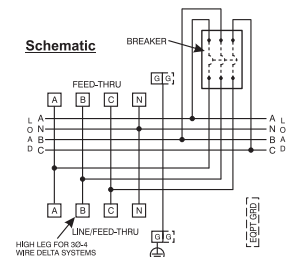 Schematic
BREAKER
FEED-THRU
G G
A B C N
L O A D
A
N
B
C
A
N
B
C
L O A D
A B C N
LINE/FEED-THRU
HIGH LEG FOR 3Ø-4
WIRE DELTA SYSTEMS
G G
EQPT GRD